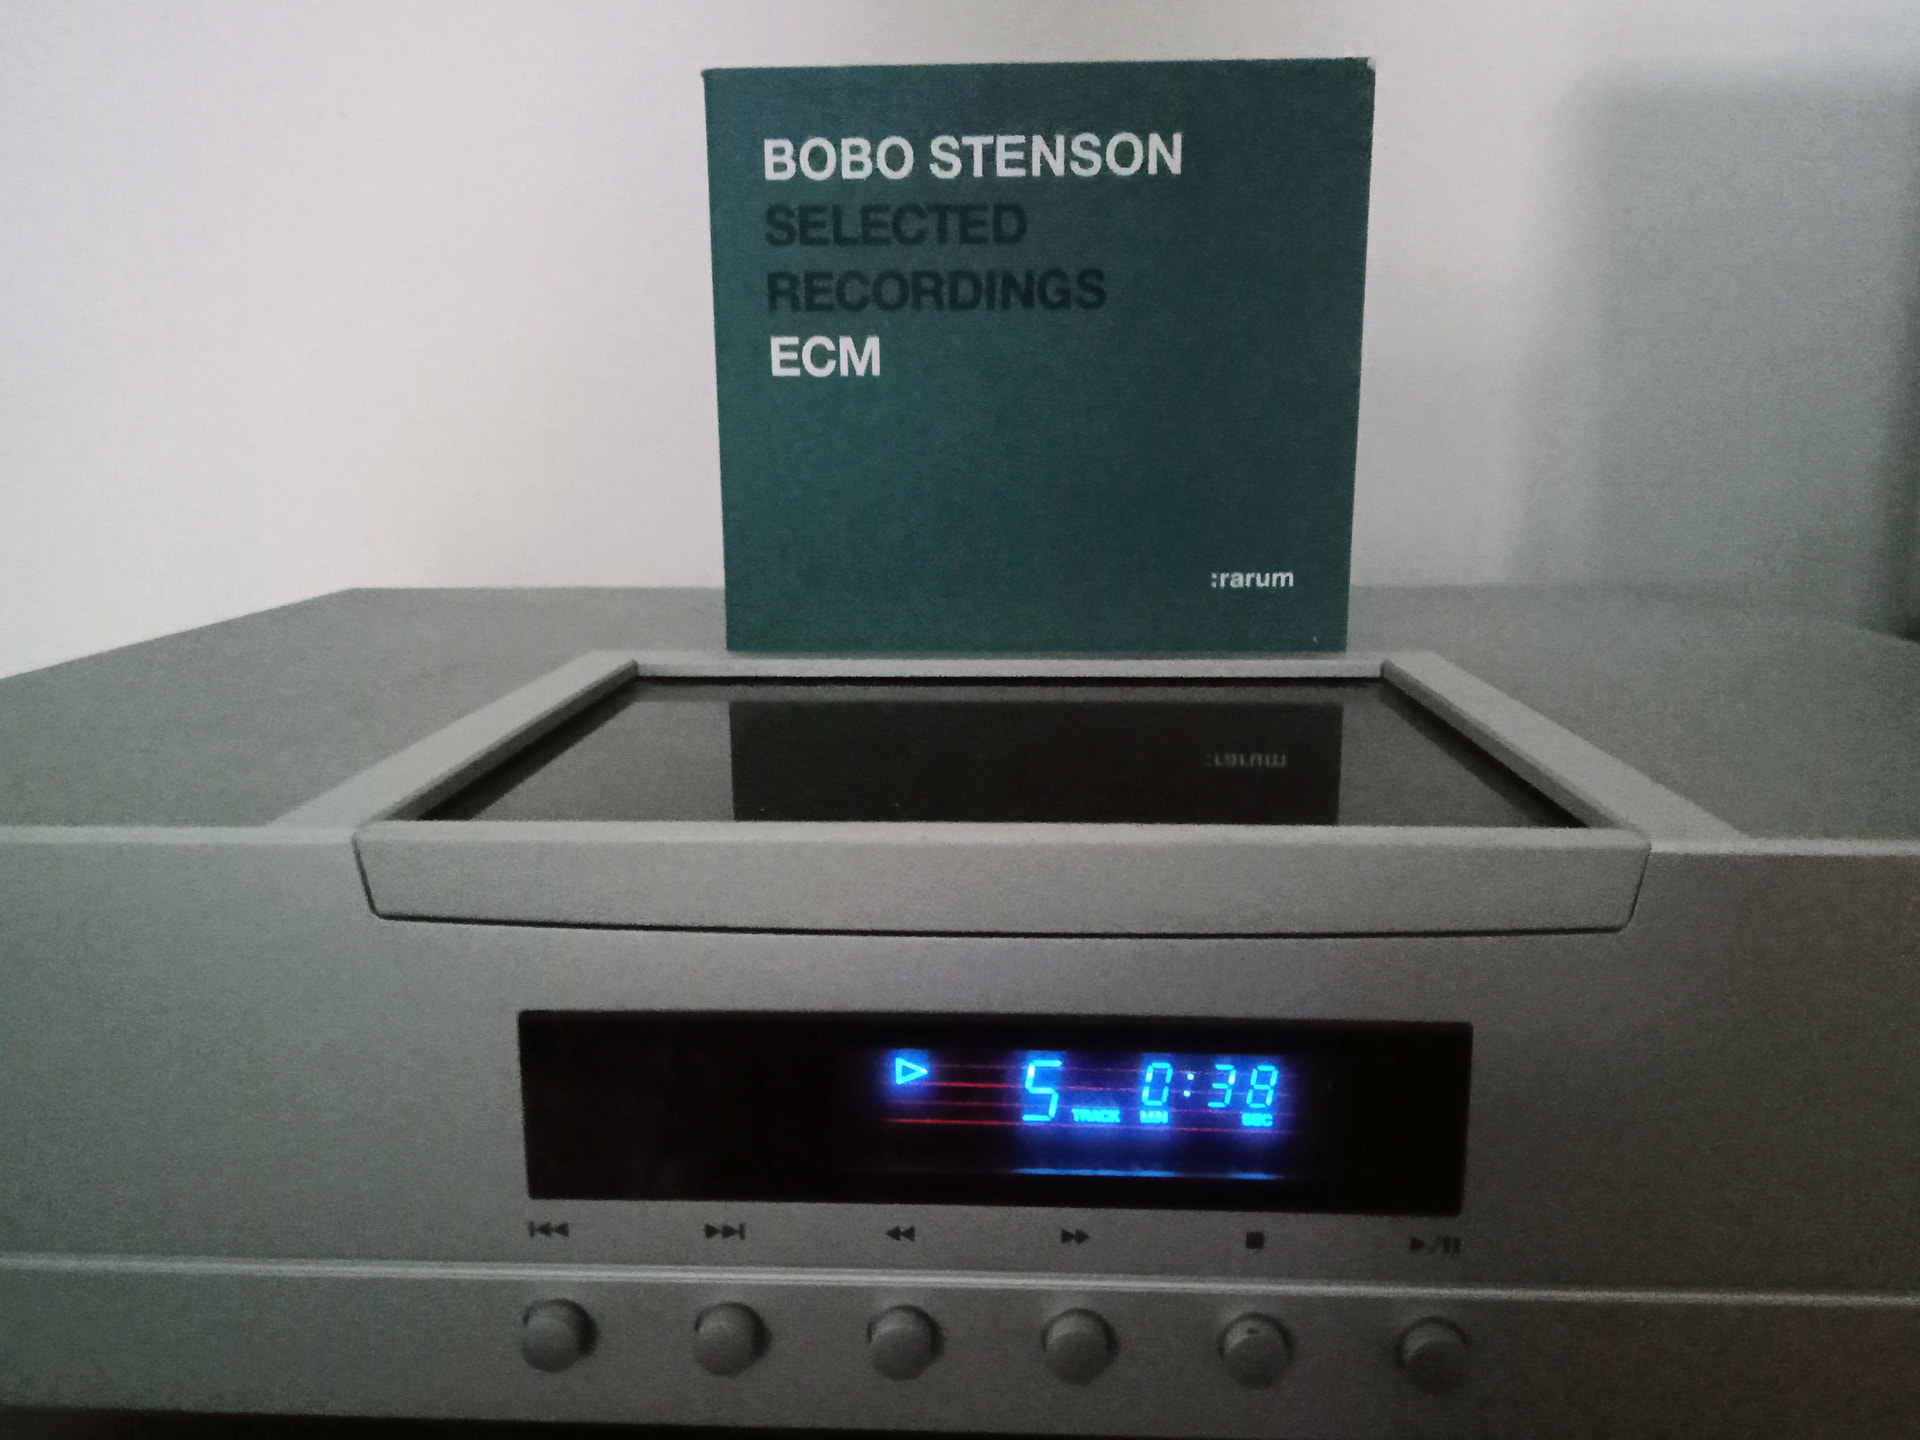 BOBO STENSON
SELECTED
RECORDINGS
ECM
:rarum
5 TRACK 0:38
MIN SEC